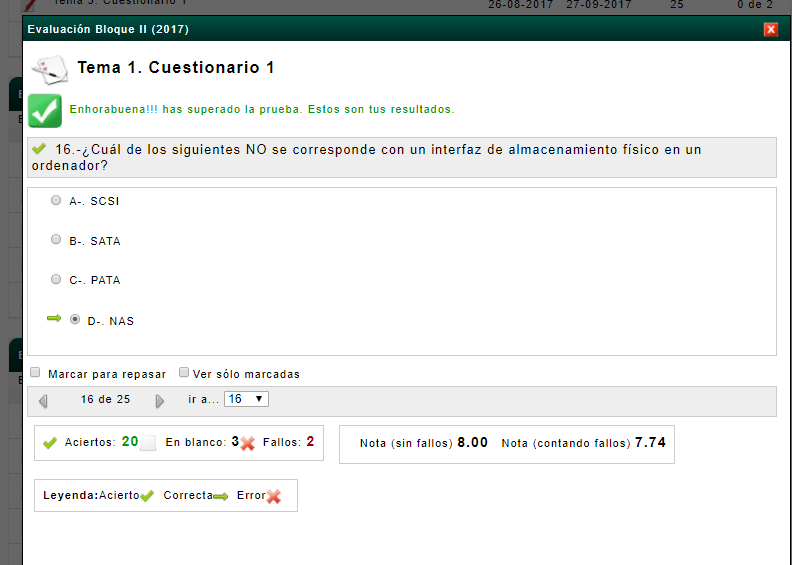 Tema 5. Cuestionario 1 26-08-2017 27-09-2017 25 0 de 2
Evaluación Bloque II (2017)
Tema 1. Cuestionario 1
Enhorabuena!!! has superado la prueba. Estos son tus resultados.
16.-¿Cuál de los siguientes NO se corresponde con un interfaz de almacenamiento físico en un
ordenador?
A-. SCSI
B-. SATA
C-. PATA
D-. NAS
Marcar para repasar Ver sólo marcadas
16 de 25 ir a... 16
Aciertos: 20 En blanco: 3 Fallos: 2 Nota (sin fallos) 8.00 Nota (contando fallos) 7.74
Leyenda:Acierto Correcta Error